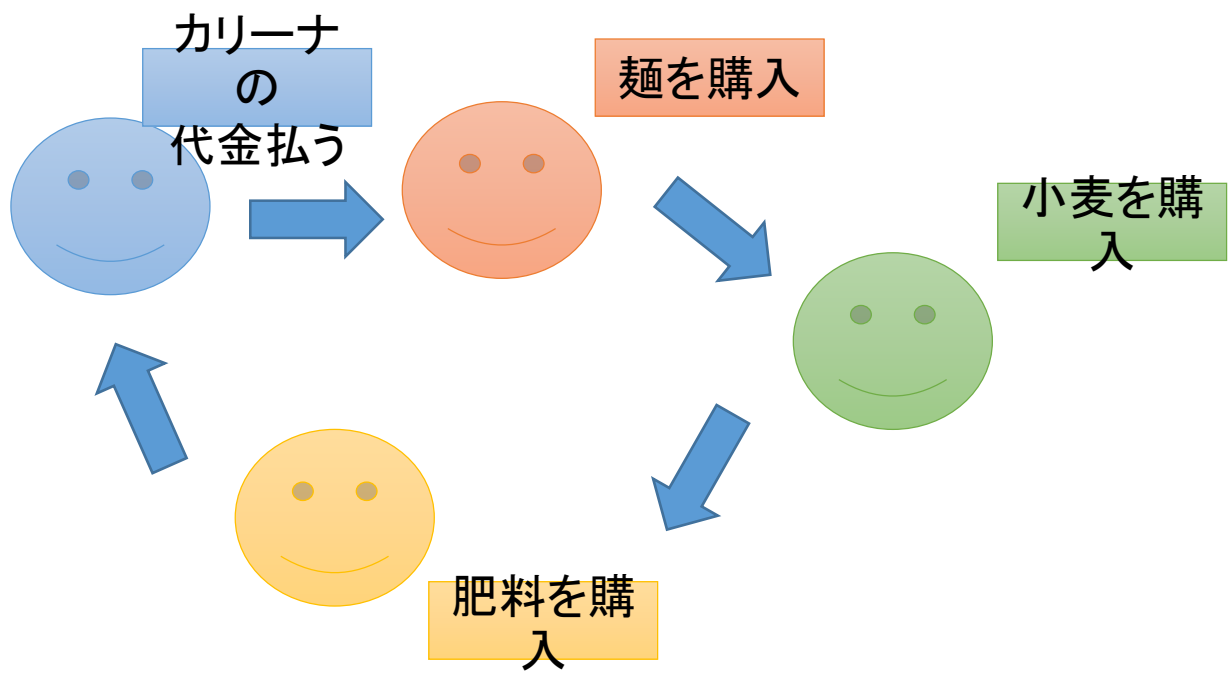 カリーナ
の
代金払う
麺を購入
小麦を購
入
肥料を購
入